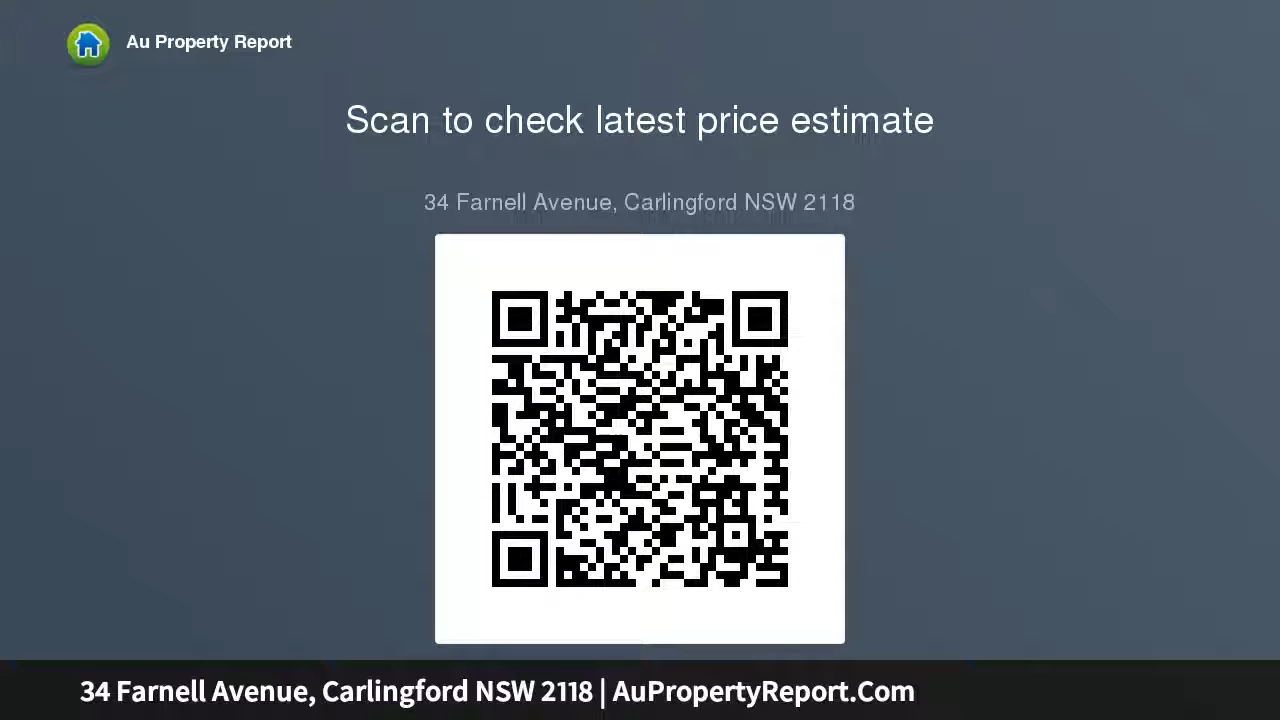 Au Property Report
Scan to check latest price estimate
34 Farnell Avenue, Carlingford NSW 2118
34 Farnell Avenue, Carlingford NSW 2118 | AuPropertyReport.Com